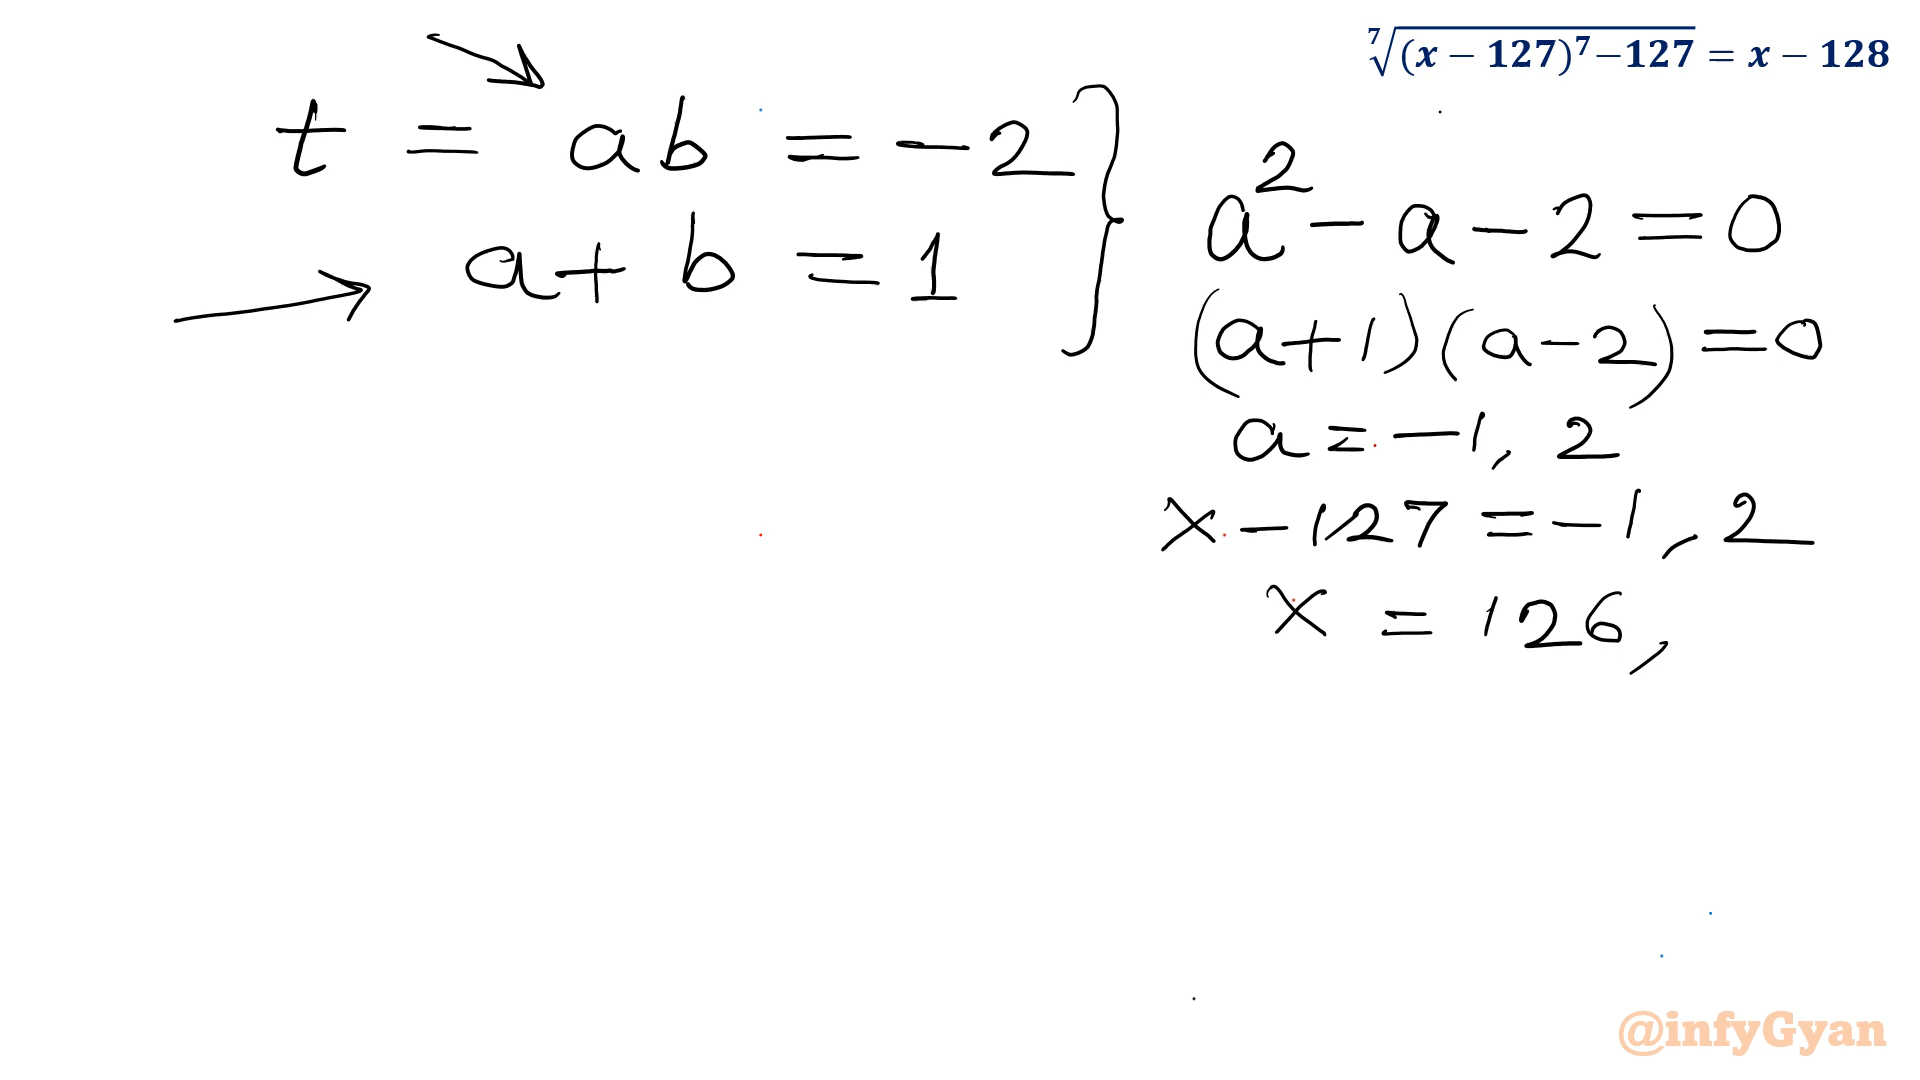 ⁷√((x − 127)⁷−127) = x − 128
t = ab = −2
a + b = 1
a² − a − 2 = 0
(a+1)(a−2) = 0
a = −1, 2
x − 127 = −1, 2
x = 126,
@infyGyan